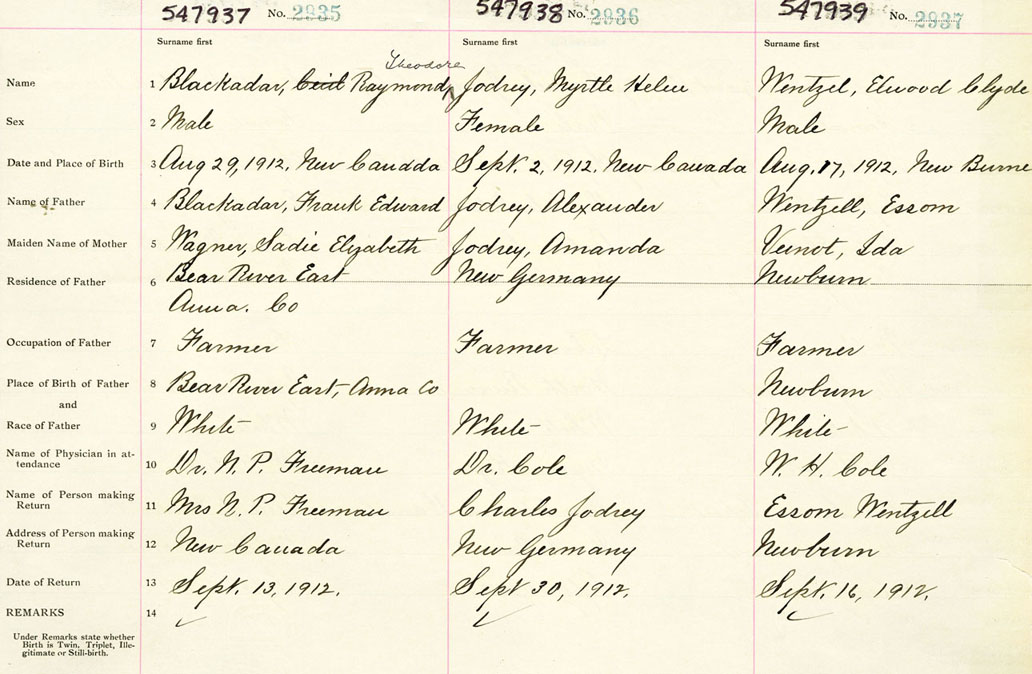 547937 No. 2935 547938 No. 2936 547939 No. 2937
Surname first Surname first Surname first
Theodore
Name 1 Blackadar, Cecil Raymond Jodrey, Myrtle Helen Wentzel, Elwood Clyde
Sex 2 Male Female Male
Date and Place of Birth 3 Aug 29, 1912, New Canada Sept. 2, 1912. New Canada Aug. 17, 1912, New Burne
Name of Father 4 Blackadar, Frank Edward Jodrey, Alexander Wentzell, Essom
Maiden Name of Mother 5 Wagner, Sadie Elizabeth Jodrey, Amanda Veinot, Ida
Residence of Father 6 Bear River East New Germany Newburn
Anna. Co
Occupation of Father 7 Farmer Farmer Farmer
Place of Birth of Father 8 Bear River East, Anna Co Newburn
and
Race of Father 9 White White White
Name of Physician in at-
tendance 10 Dr. N. P. Freeman Dr. Cole W. H. Cole
Name of Person making
Return 11 Mrs N. P. Freeman Charles Jodrey Essom Wentzell
Address of Person making
Return 12 New Canada New Germany Newburn
Date of Return 13 Sept. 13, 1912. Sept 30, 1912. Sept. 16, 1912.
REMARKS 14
Under Remarks state whether
Birth is Twin, Triplet, Ille-
gitimate or Still-birth.